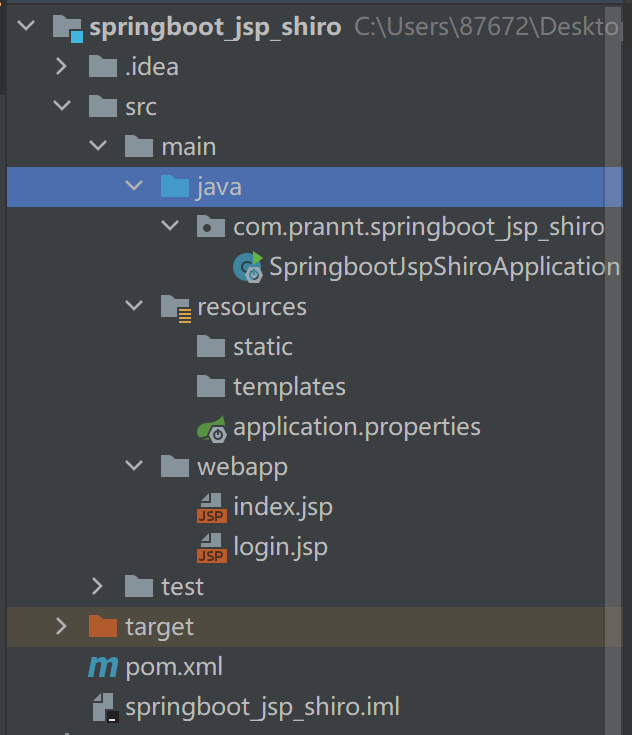 springboot_jsp_shiro C:\Users\87672\Desktop
.idea
src
main
java
com.prannt.springboot_jsp_shiro
SpringbootJspShiroApplication
resources
static
templates
application.properties
webapp
JSP index.jsp
JSP login.jsp
test
target
m pom.xml
springboot_jsp_shiro.iml